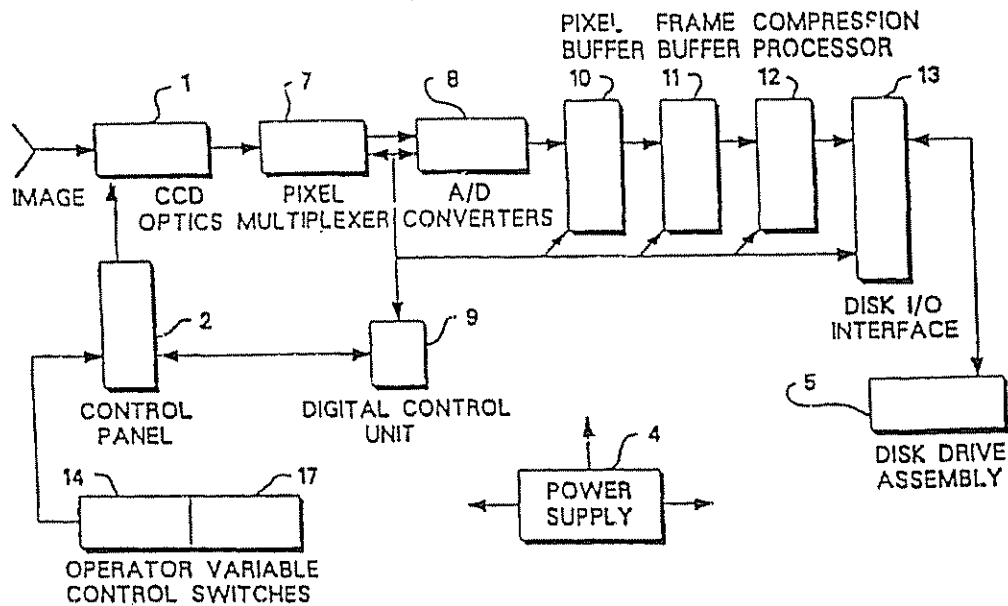 PIXEL FRAME COMPRESSION
BUFFER BUFFER PROCESSOR
1
7
8
10
11
12
13
IMAGE
CCD
OPTICS
PIXEL
MULTIPLEXER
A/D
CONVERTERS
2
9
DISK I/O
INTERFACE
CONTROL
PANEL
DIGITAL CONTROL
UNIT
5
DISK DRIVE
ASSEMBLY
14
17
4
POWER
SUPPLY
OPERATOR VARIABLE
CONTROL SWITCHES